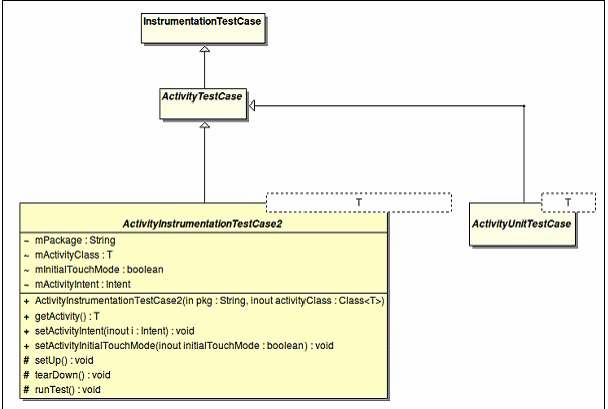 InstrumentationTestCase
ActivityTestCase
T
ActivityInstrumentationTestCase2
~ mPackage : String
~ mActivityClass : T
~ mInitialTouchMode : boolean
~ mActivityIntent : Intent
+ ActivityInstrumentationTestCase2(in pkg : String, inout activityClass : Class<T>)
+ getActivity() : T
+ setActivityIntent(inout i : Intent) : void
+ setActivityInitialTouchMode(inout initialTouchMode : boolean) : void
# setUp() : void
# tearDown() : void
# runTest() : void
T
ActivityUnitTestCase